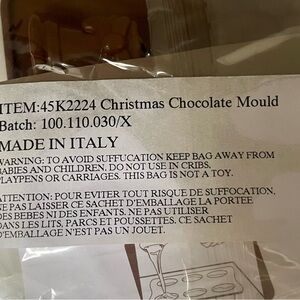 ITEM:45K2224 Christmas Chocolate Mould
Batch: 100.110.030/X
MADE IN ITALY
WARNING: TO AVOID SUFFUCATION KEEP BAG AWAY FROM
BABIES AND CHILDREN. DO NOT USE IN CRIBS.
PLAYPENS OR CARRIAGES. THIS BAG IS NOT A TOY.
ATTENTION: POUR EVITER TOUT RISQUE DE SUFFOCATION,
NE PAS LAISSER CE SACHET D'EMBALLAGE LA PORTEE
DES BEBES NI DES ENFANTS. NE PAS UTILISER
DANS LES LITS, PARCS ET POUSSETTES. CE SACHET
D'EMBALLAGE N'EST PAS UN JOUET.